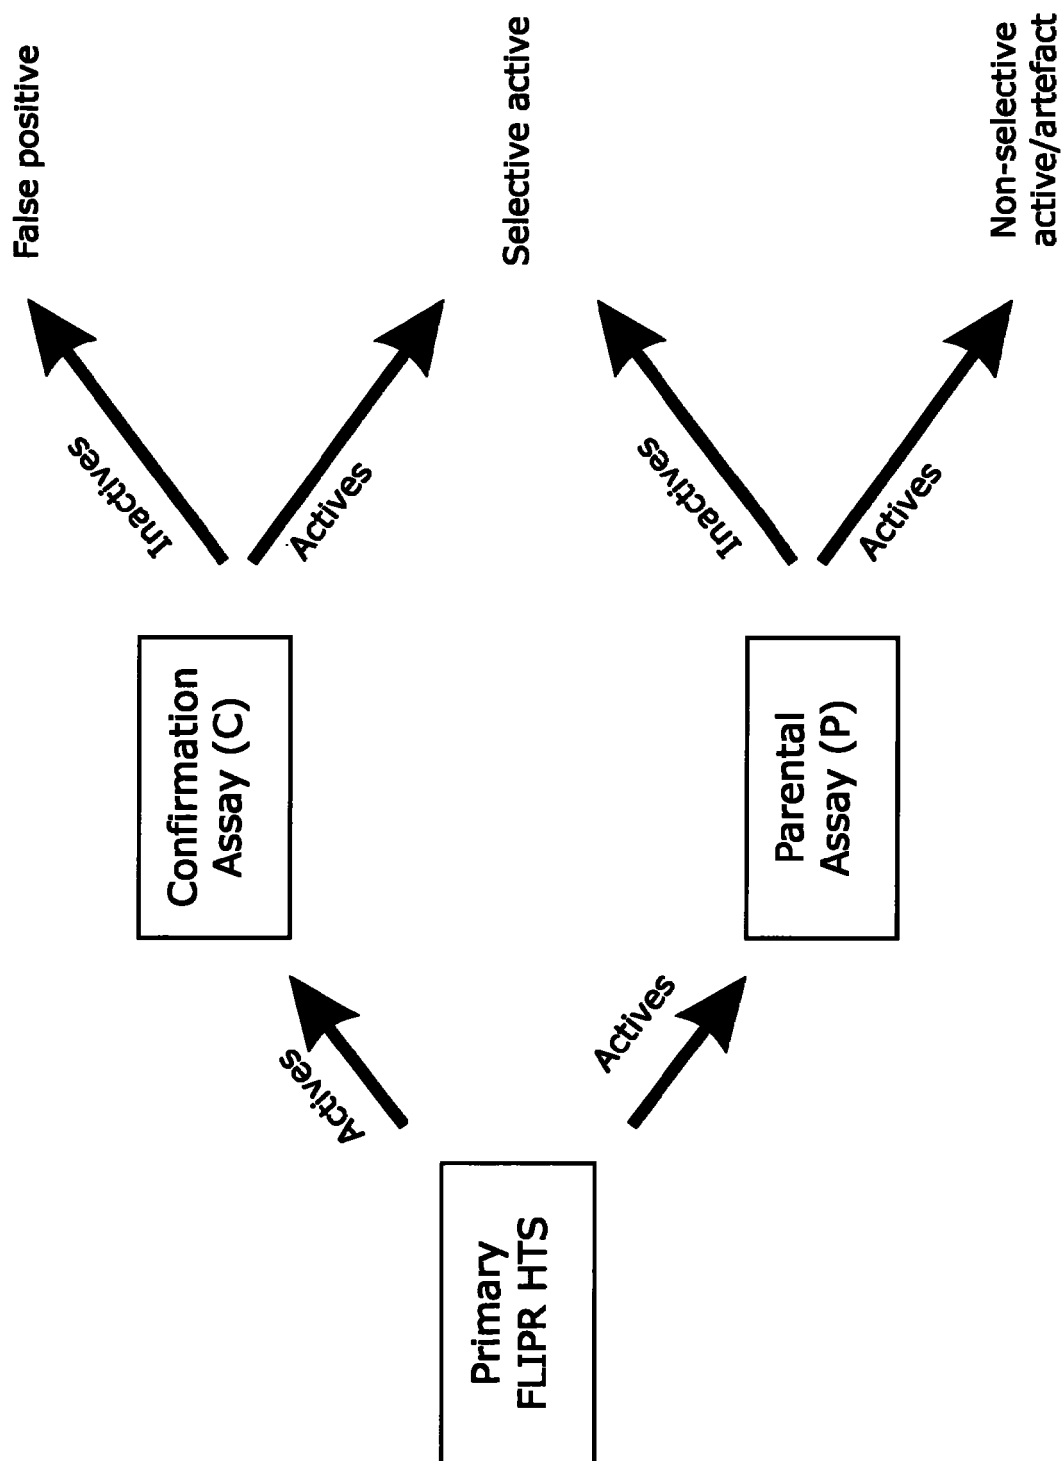 Primary
FLIPR HTS
Actives
Actives
Confirmation
Assay (C)
Parental
Assay (P)
Inactives
Actives
Inactives
Actives
False positive
Selective active
Non-selective
active/artefact